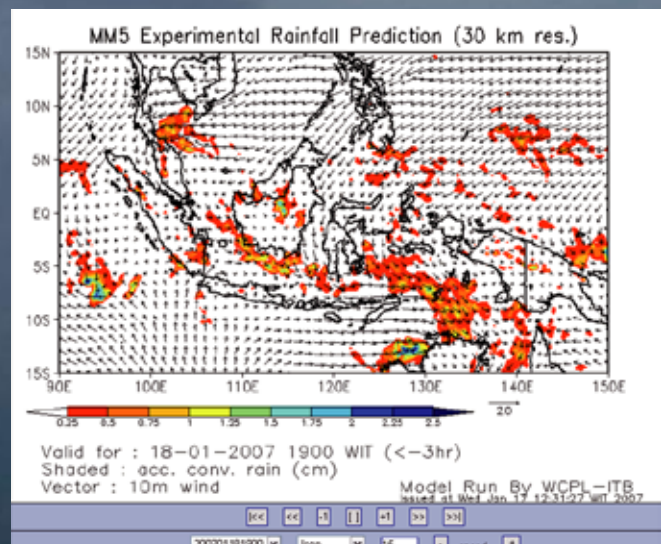 MM5 Experimental Rainfall Prediction (30 km res.)
15N
10N
5N
EQ
5S
10S
15S
90E 100E 110E 120E 130E 140E 150E
0.25 0.5 0.75 1 1.25 1.5 1.75 2 2.25 2.5
20
Valid for : 18-01-2007 1900 WIT (<-3hr)
Shaded : acc. conv. rain (cm)
Vector : 10m wind
Model Run By WCPL-ITB
Issued at Wed Jan 17 12:31:27 WIT 2007
|<< << -1 [ ] +1 >> >>|